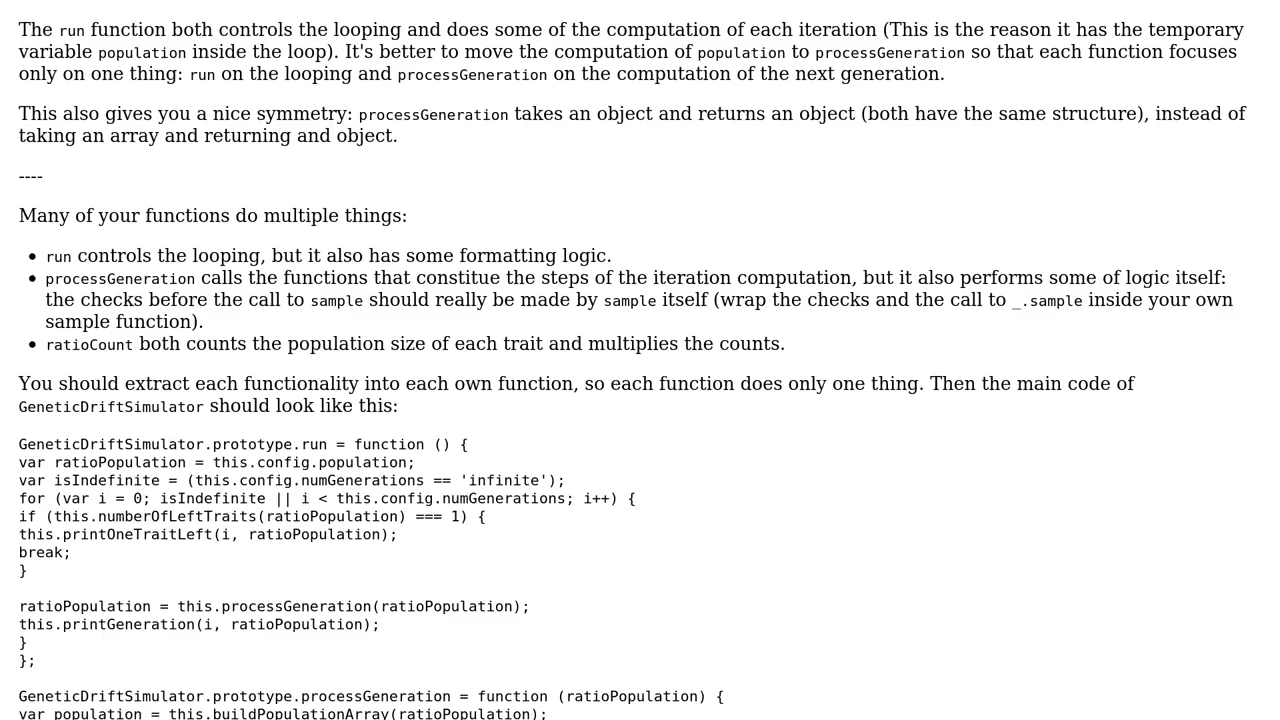 The run function both controls the looping and does some of the computation of each iteration (This is the reason it has the temporary
variable population inside the loop). It's better to move the computation of population to processGeneration so that each function focuses
only on one thing: run on the looping and processGeneration on the computation of the next generation.
This also gives you a nice symmetry: processGeneration takes an object and returns an object (both have the same structure), instead of
taking an array and returning and object.
----
Many of your functions do multiple things:
• run controls the looping, but it also has some formatting logic.
• processGeneration calls the functions that constitue the steps of the iteration computation, but it also performs some of logic itself:
the checks before the call to sample should really be made by sample itself (wrap the checks and the call to _.sample inside your own
sample function).
• ratioCount both counts the population size of each trait and multiplies the counts.
You should extract each functionality into each own function, so each function does only one thing. Then the main code of
GeneticDriftSimulator should look like this:
GeneticDriftSimulator.prototype.run = function () {
var ratioPopulation = this.config.population;
var isIndefinite = (this.config.numGenerations == 'infinite');
for (var i = 0; isIndefinite || i < this.config.numGenerations; i++) {
if (this.numberOfLeftTraits(ratioPopulation) === 1) {
this.printOneTraitLeft(i, ratioPopulation);
break;
}
ratioPopulation = this.processGeneration(ratioPopulation);
this.printGeneration(i, ratioPopulation);
}
};
GeneticDriftSimulator.prototype.processGeneration = function (ratioPopulation) {
var population = this.buildPopulationArray(ratioPopulation);